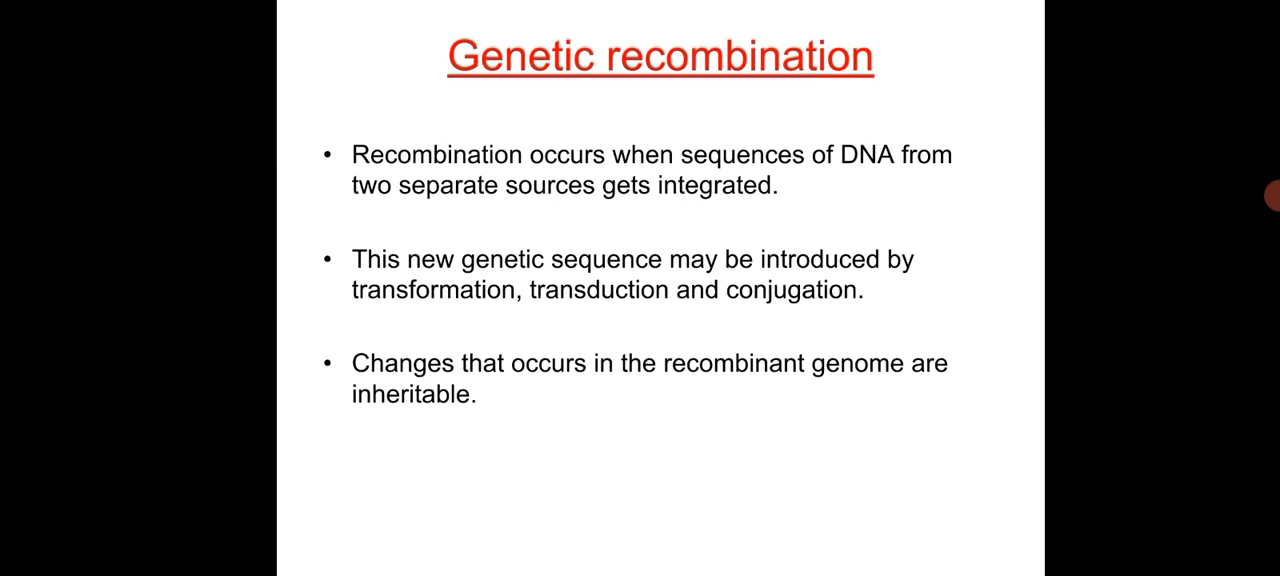 Genetic recombination
• Recombination occurs when sequences of DNA from
two separate sources gets integrated.
• This new genetic sequence may be introduced by
transformation, transduction and conjugation.
• Changes that occurs in the recombinant genome are
inheritable.